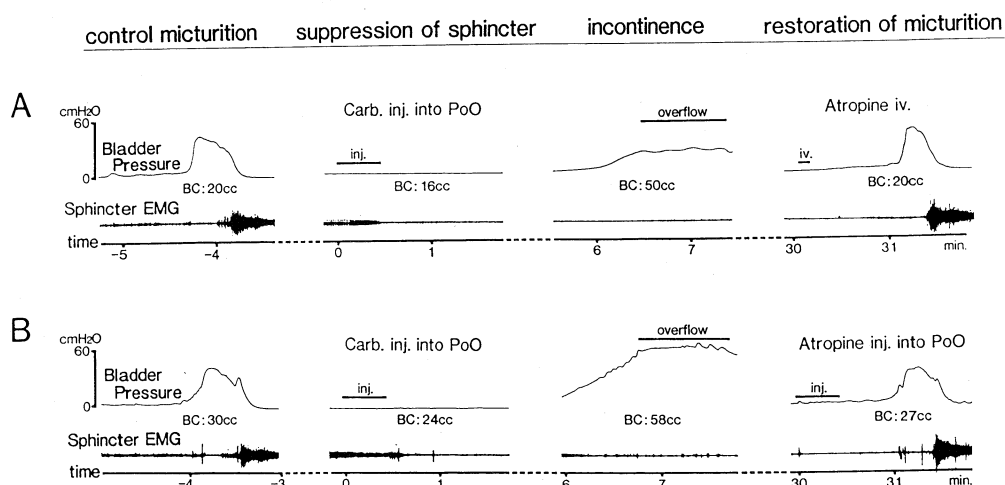 control micturition suppression of sphincter incontinence restoration of micturition
A
cmH2O
60
0
Bladder
Pressure
BC:20cc
Carb. inj. into PoO
inj.
BC:16cc
overflow
BC:50cc
Atropine iv.
iv.
BC:20cc
Sphincter EMG
time
-5 -4 0 1 6 7 30 31 min.
B
cmH2O
60
0
Bladder
Pressure
BC:30cc
Carb. inj. into PoO
inj.
BC:24cc
overflow
BC:58cc
Atropine inj. into PoO
inj.
BC:27cc
Sphincter EMG
time
-4 -3 0 1 6 7 30 31 min.